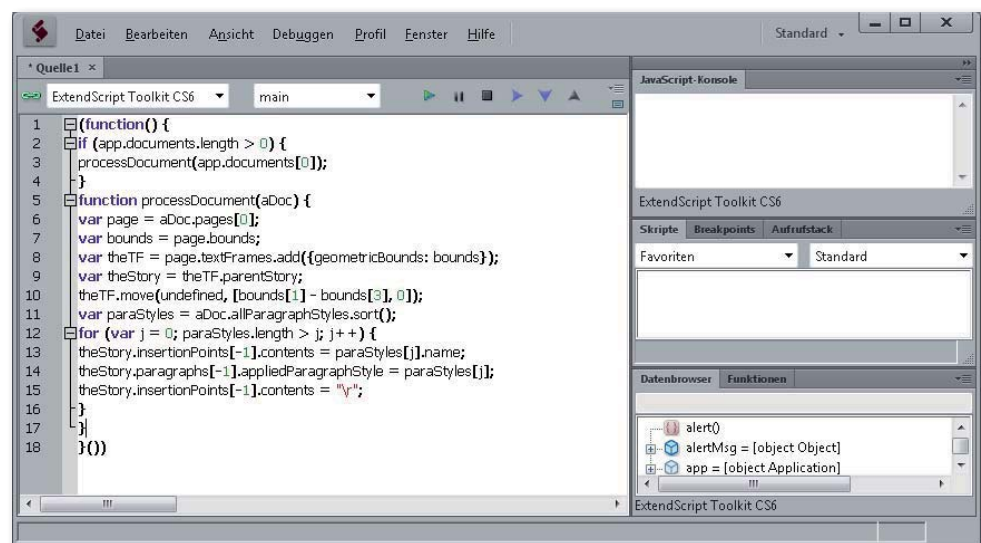 Datei Bearbeiten Ansicht Debuggen Profil Fenster Hilfe Standard
* Quelle1 ×
ExtendScript Toolkit CS6 main
1 (function() {
2 if (app.documents.length > 0) {
3 processDocument(app.documents[0]);
4 }
5 function processDocument(aDoc) {
6 var page = aDoc.pages[0];
7 var bounds = page.bounds;
8 var theTF = page.textFrames.add({geometricBounds: bounds});
9 var theStory = theTF.parentStory;
10 theTF.move(undefined, [bounds[1] - bounds[3], 0]);
11 var paraStyles = aDoc.allParagraphStyles.sort();
12 for (var j = 0; paraStyles.length > j; j++) {
13 theStory.insertionPoints[-1].contents = paraStyles[j].name;
14 theStory.paragraphs[-1].appliedParagraphStyle = paraStyles[j];
15 theStory.insertionPoints[-1].contents = "\r";
16 }
17 }
18 }())
JavaScript-Konsole
ExtendScript Toolkit CS6
Skripte Breakpoints Aufrufstack
Favoriten Standard
Datenbrowser Funktionen
alert()
alertMsg = [object Object]
app = [object Application]
ExtendScript Toolkit CS6